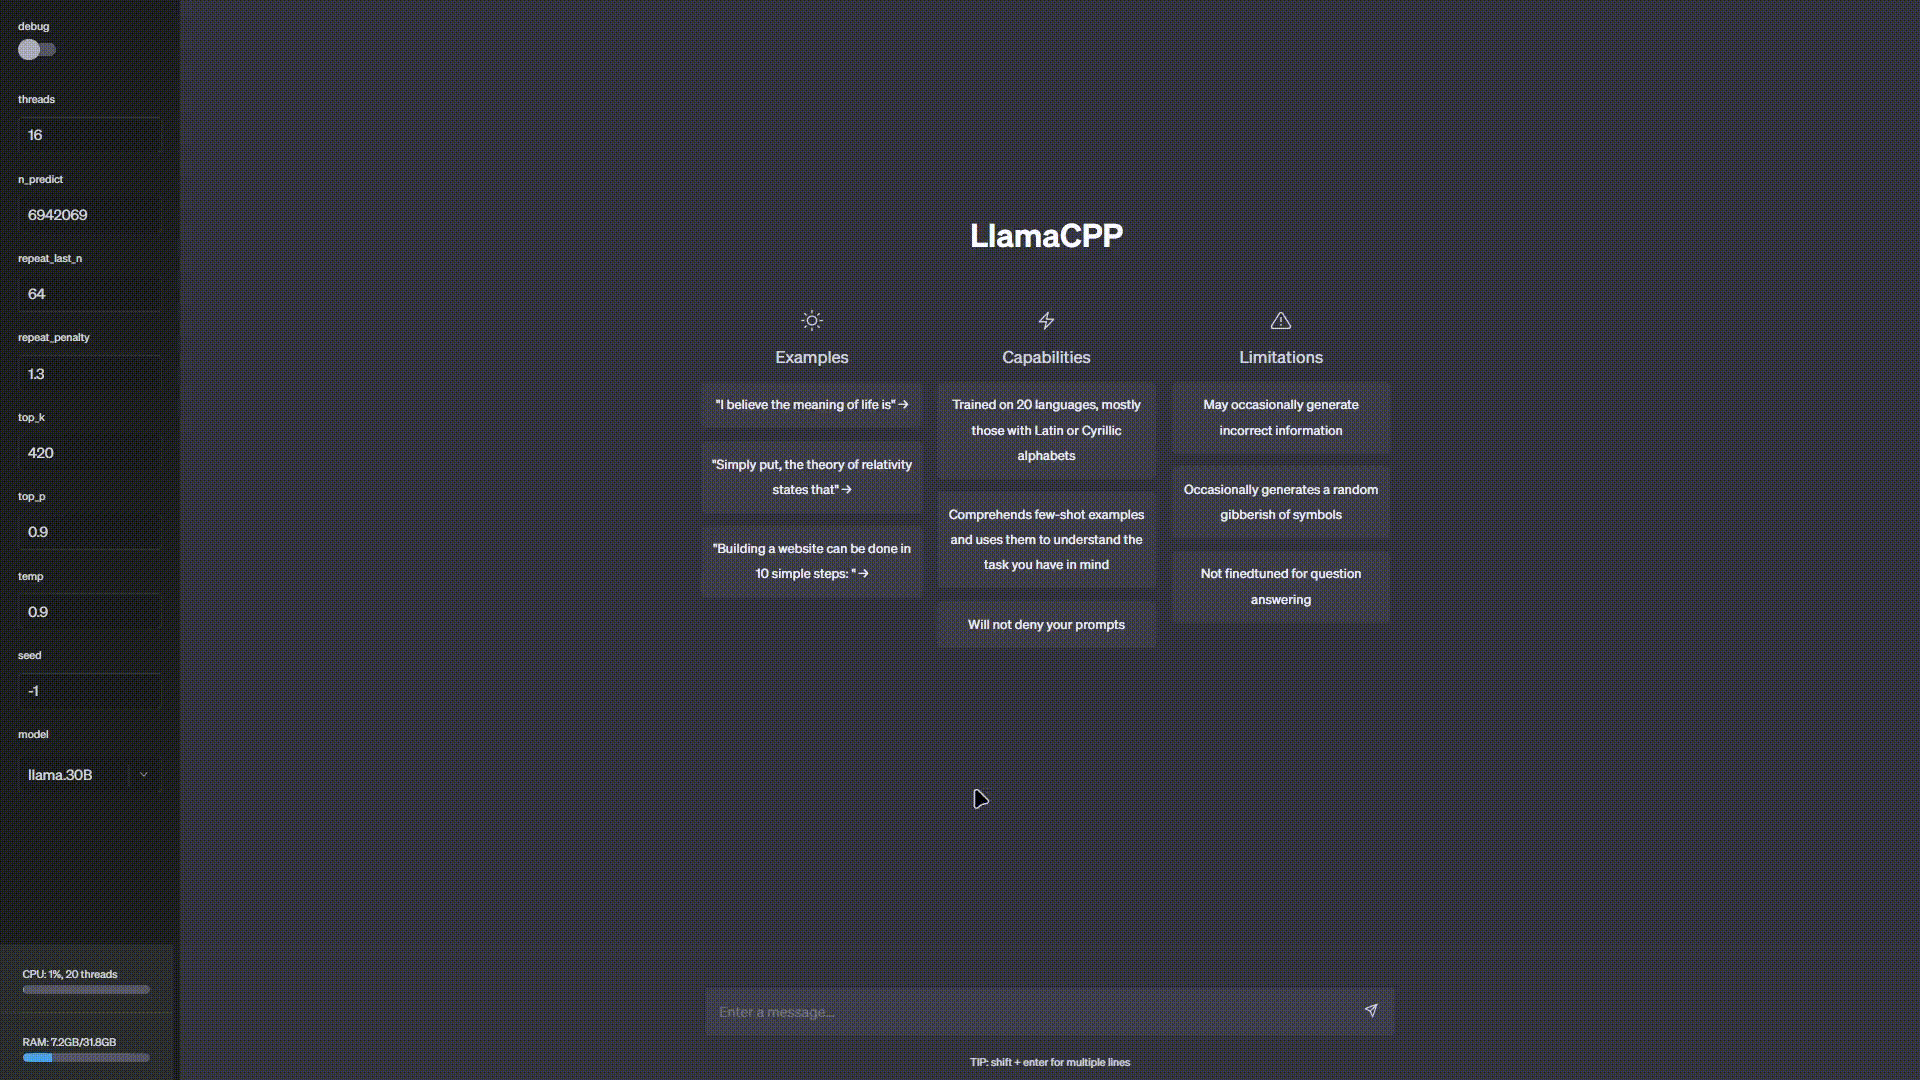 debug
threads
16
n_predict
6942069
repeat_last_n
64
repeat_penalty
1.3
top_k
420
top_p
0.9
temp
0.9
seed
-1
model
llama.30B
CPU: 1%, 20 threads
RAM: 7.2GB/31.8GB
LlamaCPP
Examples
"I believe the meaning of life is" →
"Simply put, the theory of relativity
states that" →
"Building a website can be done in
10 simple steps: " →
Capabilities
Trained on 20 languages, mostly
those with Latin or Cyrillic
alphabets
Comprehends few-shot examples
and uses them to understand the
task you have in mind
Will not deny your prompts
Limitations
May occasionally generate
incorrect information
Occasionally generates a random
gibberish of symbols
Not finedtuned for question
answering
Enter a message...
TIP: shift + enter for multiple lines